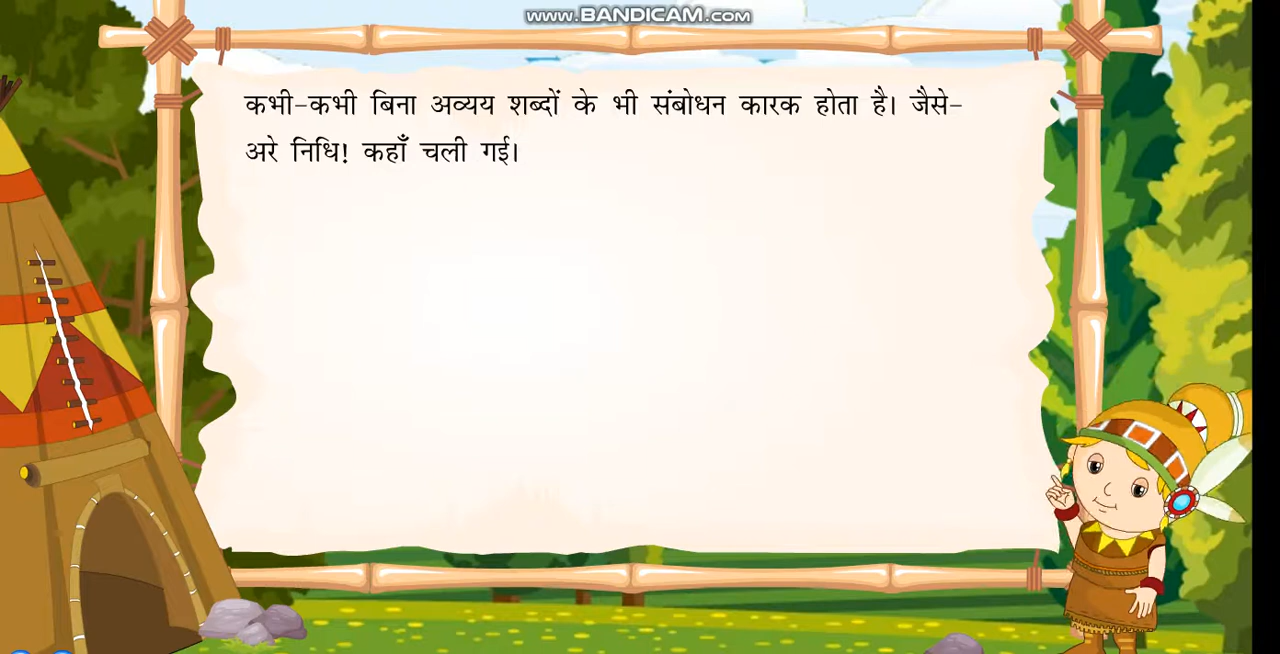 www.BANDICAM.com
कभी-कभी बिना अव्यय शब्दों के भी संबोधन कारक होता है। जैसे-
अरे निधि! कहाँ चली गई।